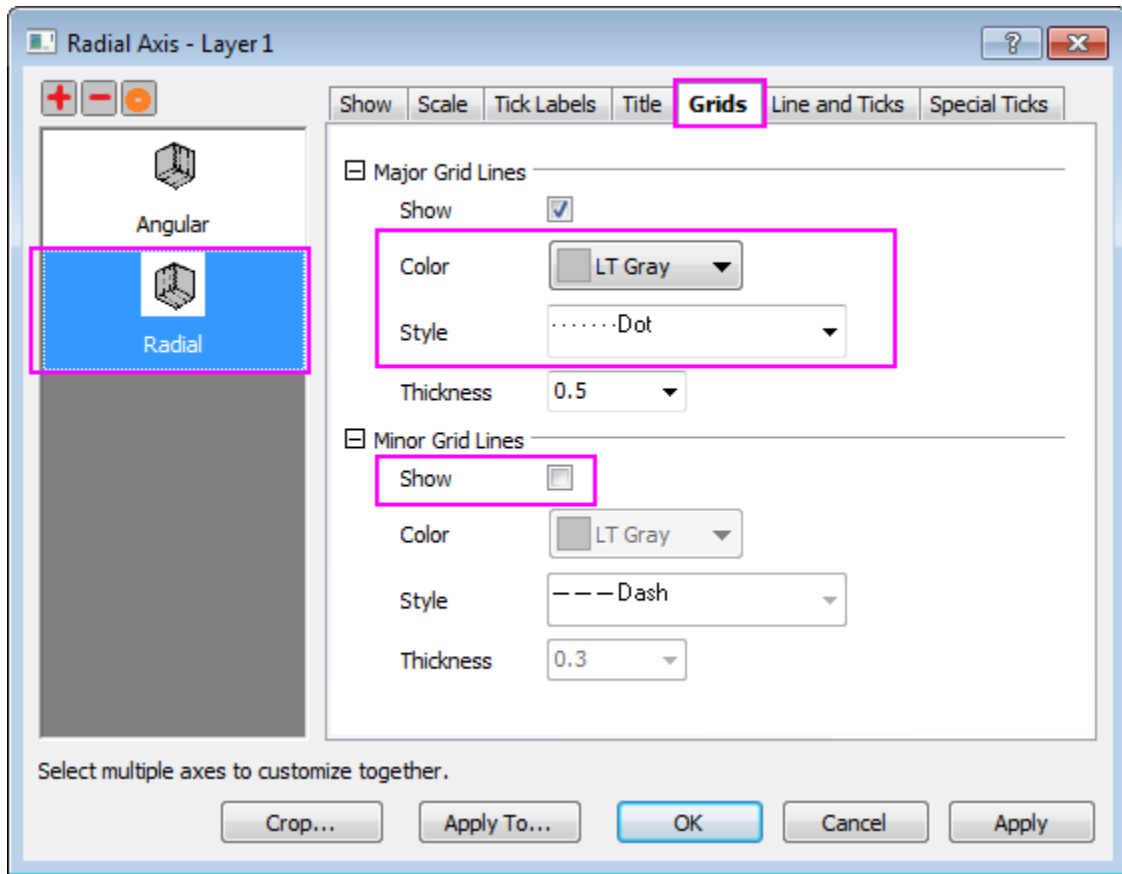 Radial Axis - Layer 1
Show Scale Tick Labels Title Grids Line and Ticks Special Ticks
Angular
Radial
Major Grid Lines
Show
Color LT Gray
Style Dot
Thickness 0.5
Minor Grid Lines
Show
Color LT Gray
Style Dash
Thickness 0.3
Select multiple axes to customize together.
Crop... Apply To... OK Cancel Apply